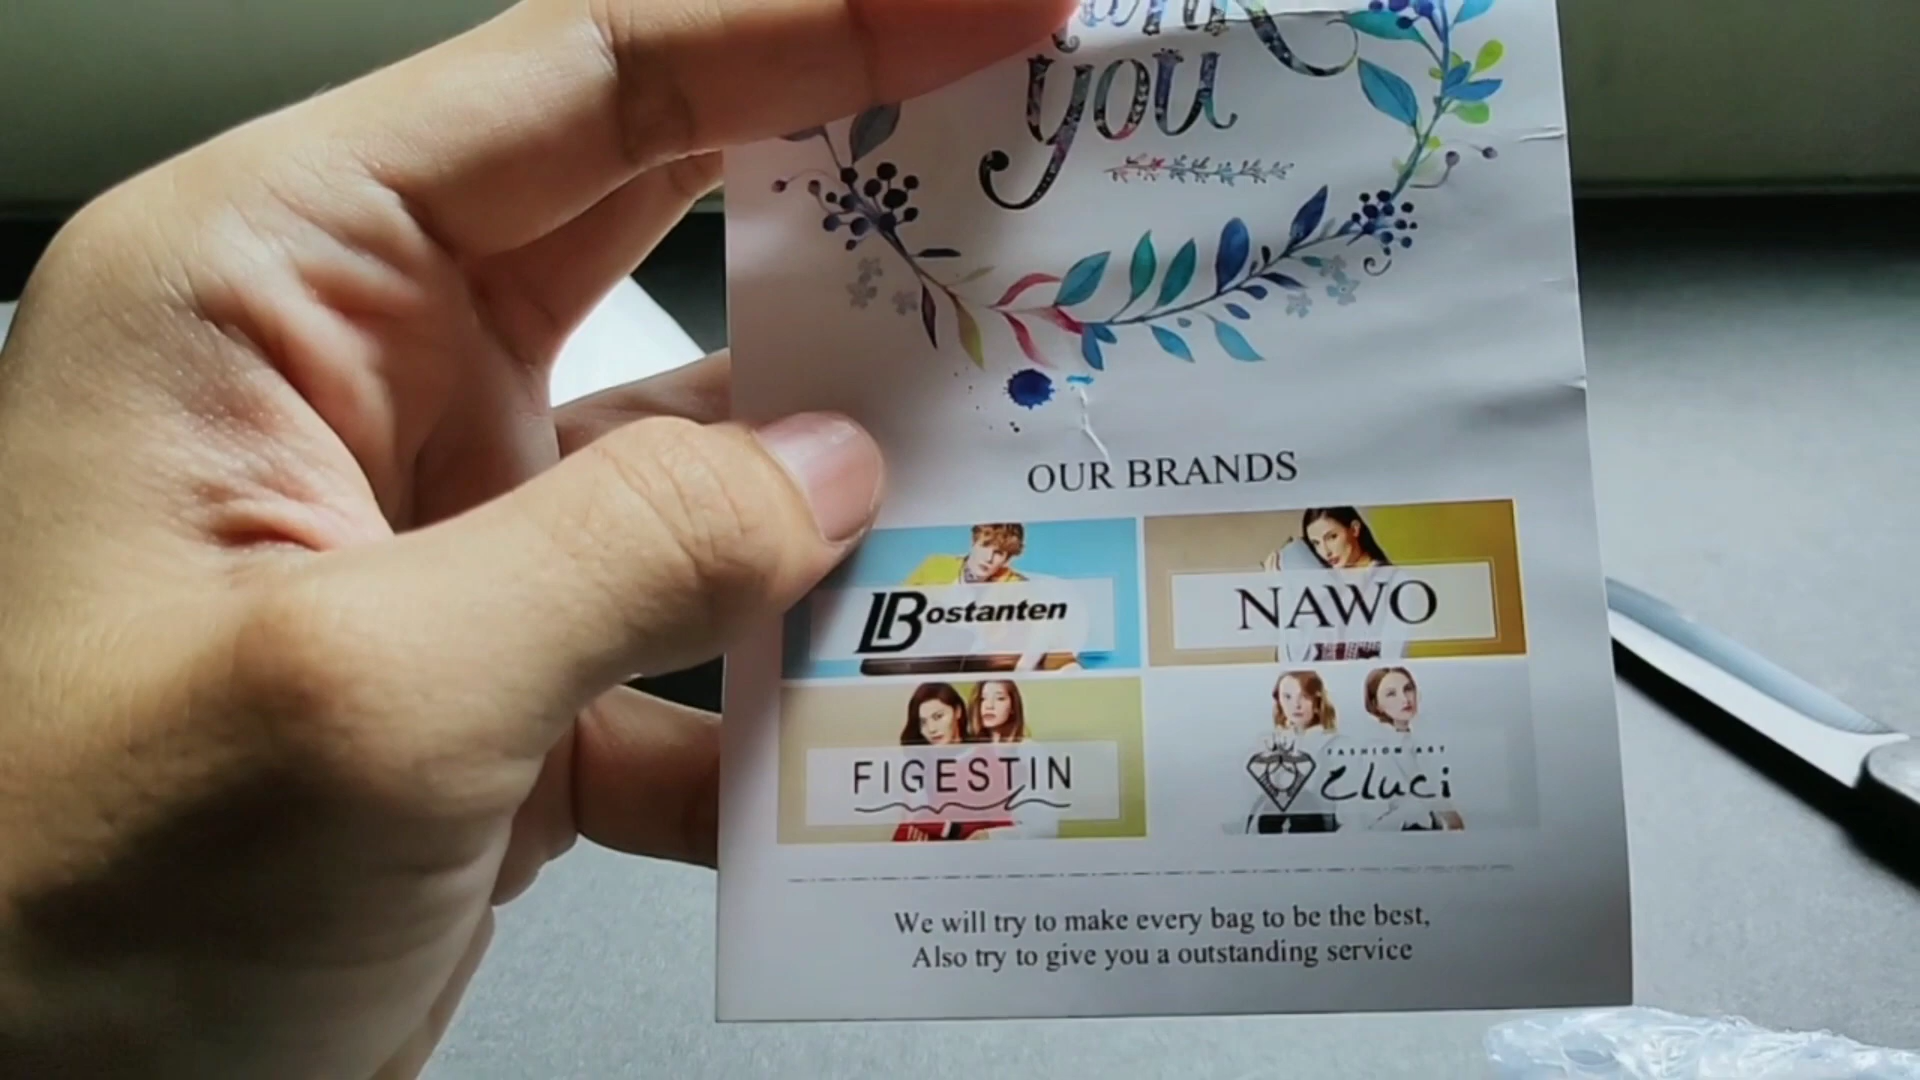 you
OUR BRANDS
Bostanten
NAWO
FIGESTIN
FASHION ART
Cluci
We will try to make every bag to be the best,
Also try to give you a outstanding service